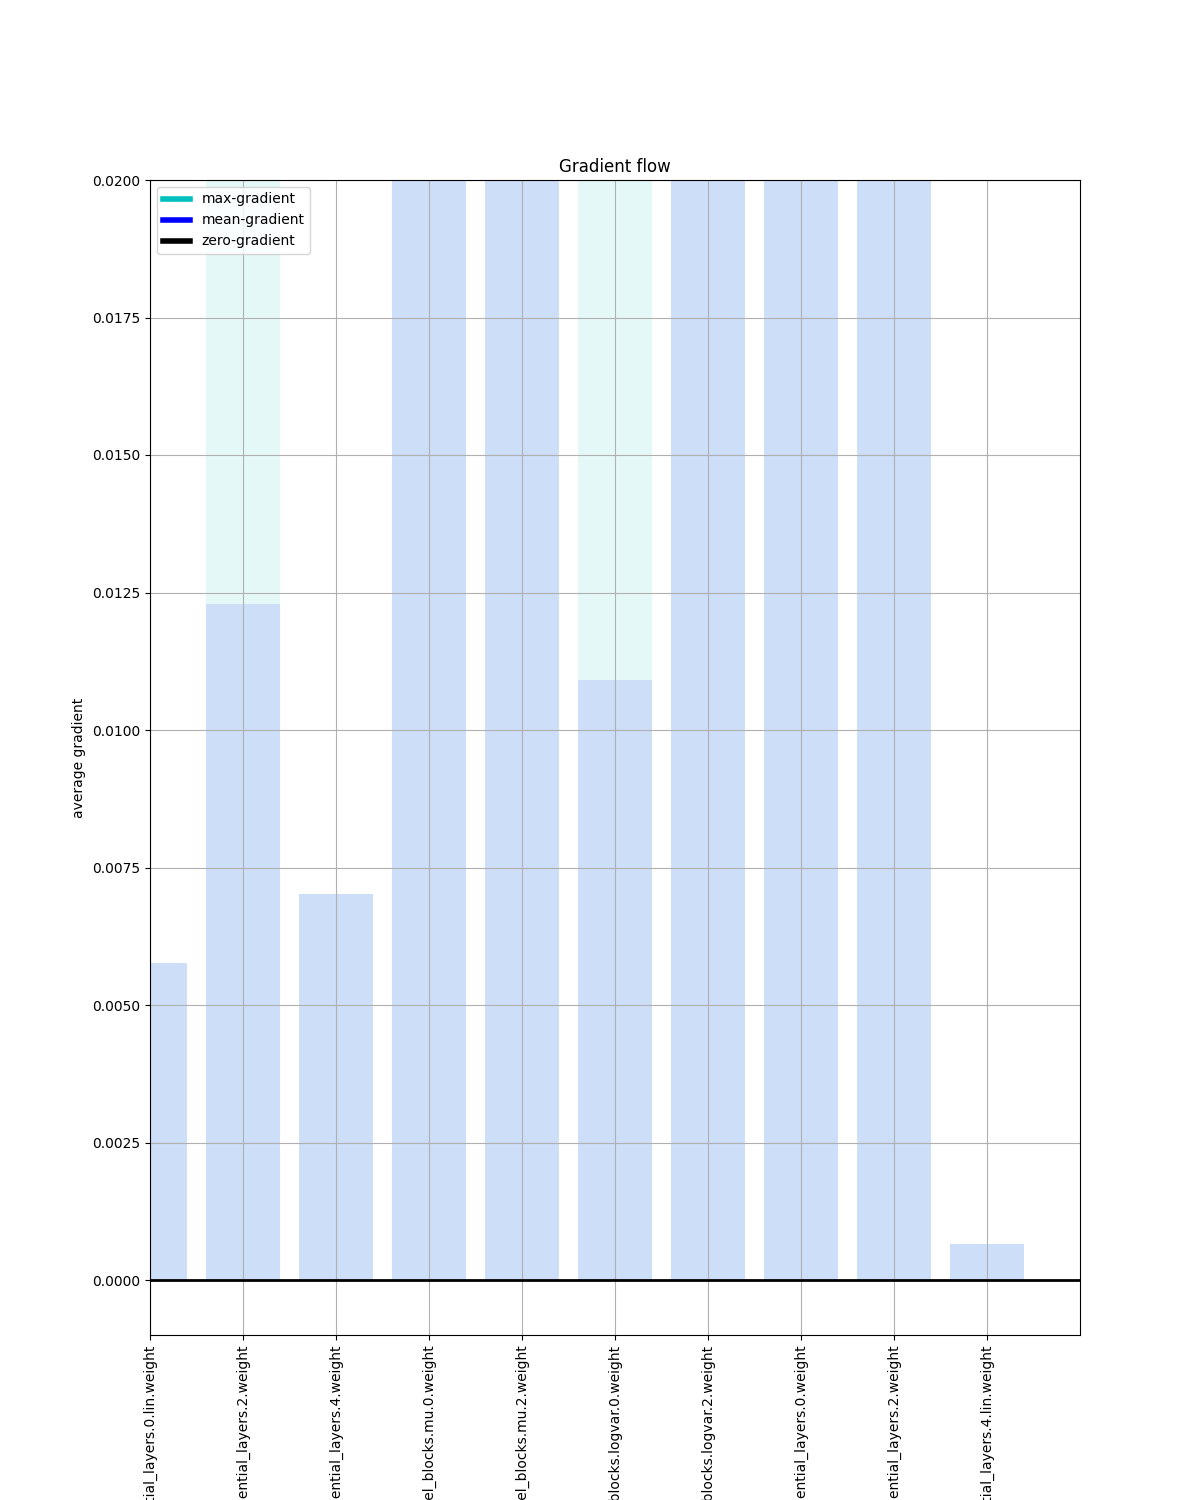 Gradient flow
max-gradient
mean-gradient
zero-gradient
0.0200
0.0175
0.0150
0.0125
0.0100
0.0075
0.0050
0.0025
0.0000
average gradient
tial_layers.0.lin.weight
ential_layers.2.weight
ential_layers.4.weight
el_blocks.mu.0.weight
el_blocks.mu.2.weight
blocks.logvar.0.weight
blocks.logvar.2.weight
ential_layers.0.weight
ential_layers.2.weight
tial_layers.4.lin.weight